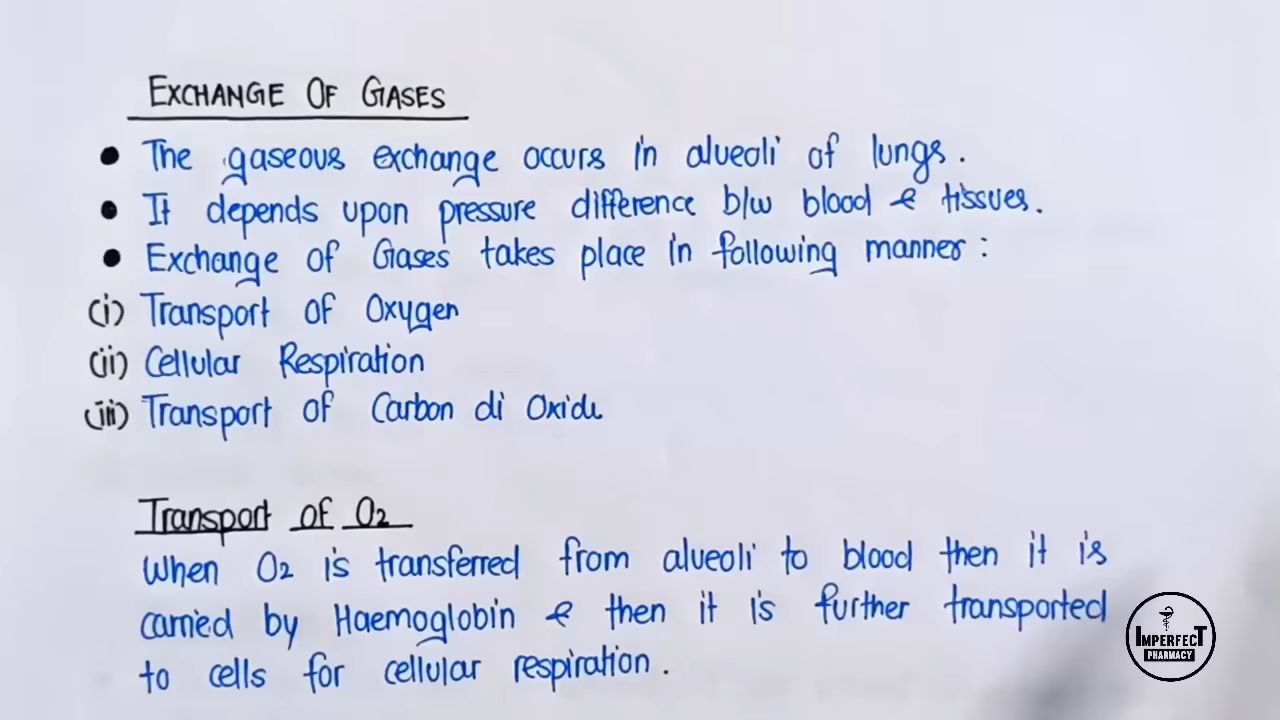 EXCHANGE OF GASES
• The gaseous exchange occurs in alveoli of lungs.
• It depends upon pressure difference b/w blood & tissues.
• Exchange of Gases takes place in following manner:
(i) Transport of Oxygen
(ii) Cellular Respiration
(iii) Transport of Carbon di Oxide
Transport of O2
When O2 is transferred from alveoli to blood then it is
carried by Haemoglobin & then it is further transported
to cells for cellular respiration.
IMPERFECT
PHARMACY